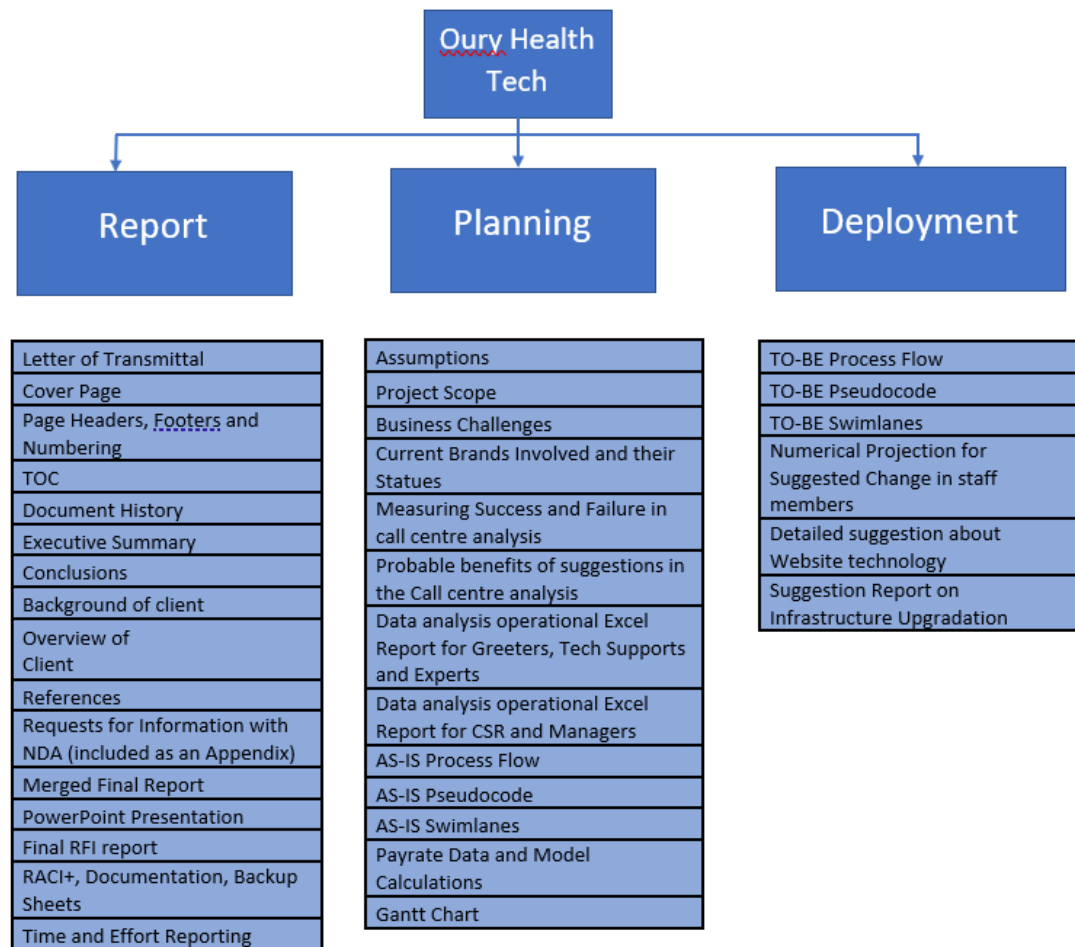 Oury Health
Tech
Report
Planning
Deployment
Letter of Transmittal
Cover Page
Page Headers, Footers and
Numbering
TOC
Document History
Executive Summary
Conclusions
Background of client
Overview of
Client
References
Requests for Information with
NDA (included as an Appendix)
Merged Final Report
PowerPoint Presentation
Final RFI report
RACI+, Documentation, Backup
Sheets
Time and Effort Reporting
Assumptions
Project Scope
Business Challenges
Current Brands Involved and their
Statues
Measuring Success and Failure in
call centre analysis
Probable benefits of suggestions in
the Call centre analysis
Data analysis operational Excel
Report for Greeters, Tech Supports
and Experts
Data analysis operational Excel
Report for CSR and Managers
AS-IS Process Flow
AS-IS Pseudocode
AS-IS Swimlanes
Payrate Data and Model
Calculations
Gantt Chart
TO-BE Process Flow
TO-BE Pseudocode
TO-BE Swimlanes
Numerical Projection for
Suggested Change in staff
members
Detailed suggestion about
Website technology
Suggestion Report on
Infrastructure Upgradation